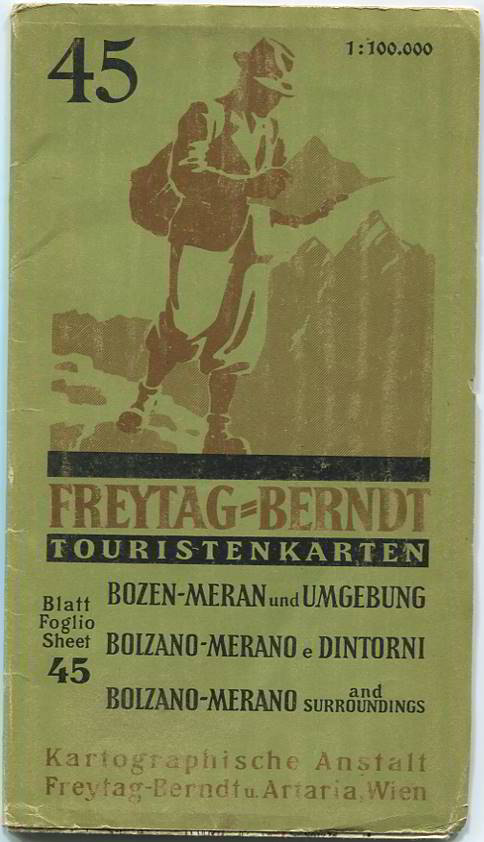 45
1:100.000
FREYTAG=BERNDT
TOURISTENKARTEN
Blatt
Foglio
Sheet
45
BOZEN-MERAN und UMGEBUNG
BOLZANO-MERANO e DINTORNI
BOLZANO-MERANO and SURROUNDINGS
Kartographische Anstalt
Freytag-Berndt u. Artaria, Wien